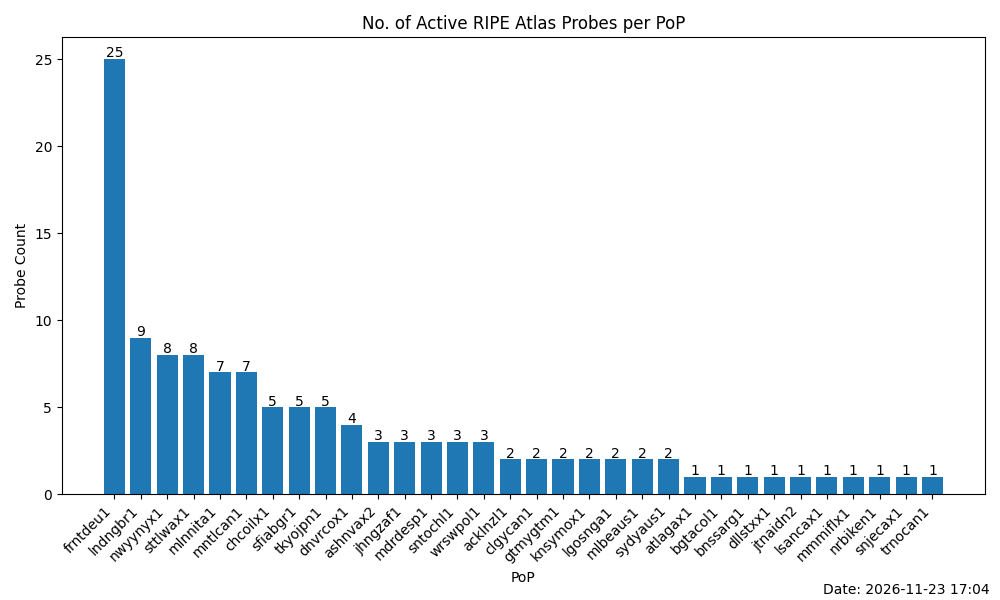 No. of Active RIPE Atlas Probes per PoP
Probe Count
25
20
15
10
5
0
25
9
8
8
7
7
5
5
5
4
3
3
3
3
3
2
2
2
2
2
2
2
1
1
1
1
1
1
1
1
1
1
frntdeu1
lndngbr1
nwyynyx1
sttlwax1
mlnnita1
mntlcan1
chcoilx1
sfiabgr1
tkyojpn1
dnvrcox1
ashnvax2
jhngzaf1
mdrdesp1
sntochl1
wrswpol1
acklnzl1
clgycan1
gtmygtm1
knsymox1
lgosnga1
mlbeaus1
sydyaus1
atlagax1
bgtacol1
bnssarg1
dllstxx1
jtnaidn2
lsancax1
mmmiflx1
nrbiken1
snjecax1
trnocan1
PoP
Date: 2026-11-23 17:04